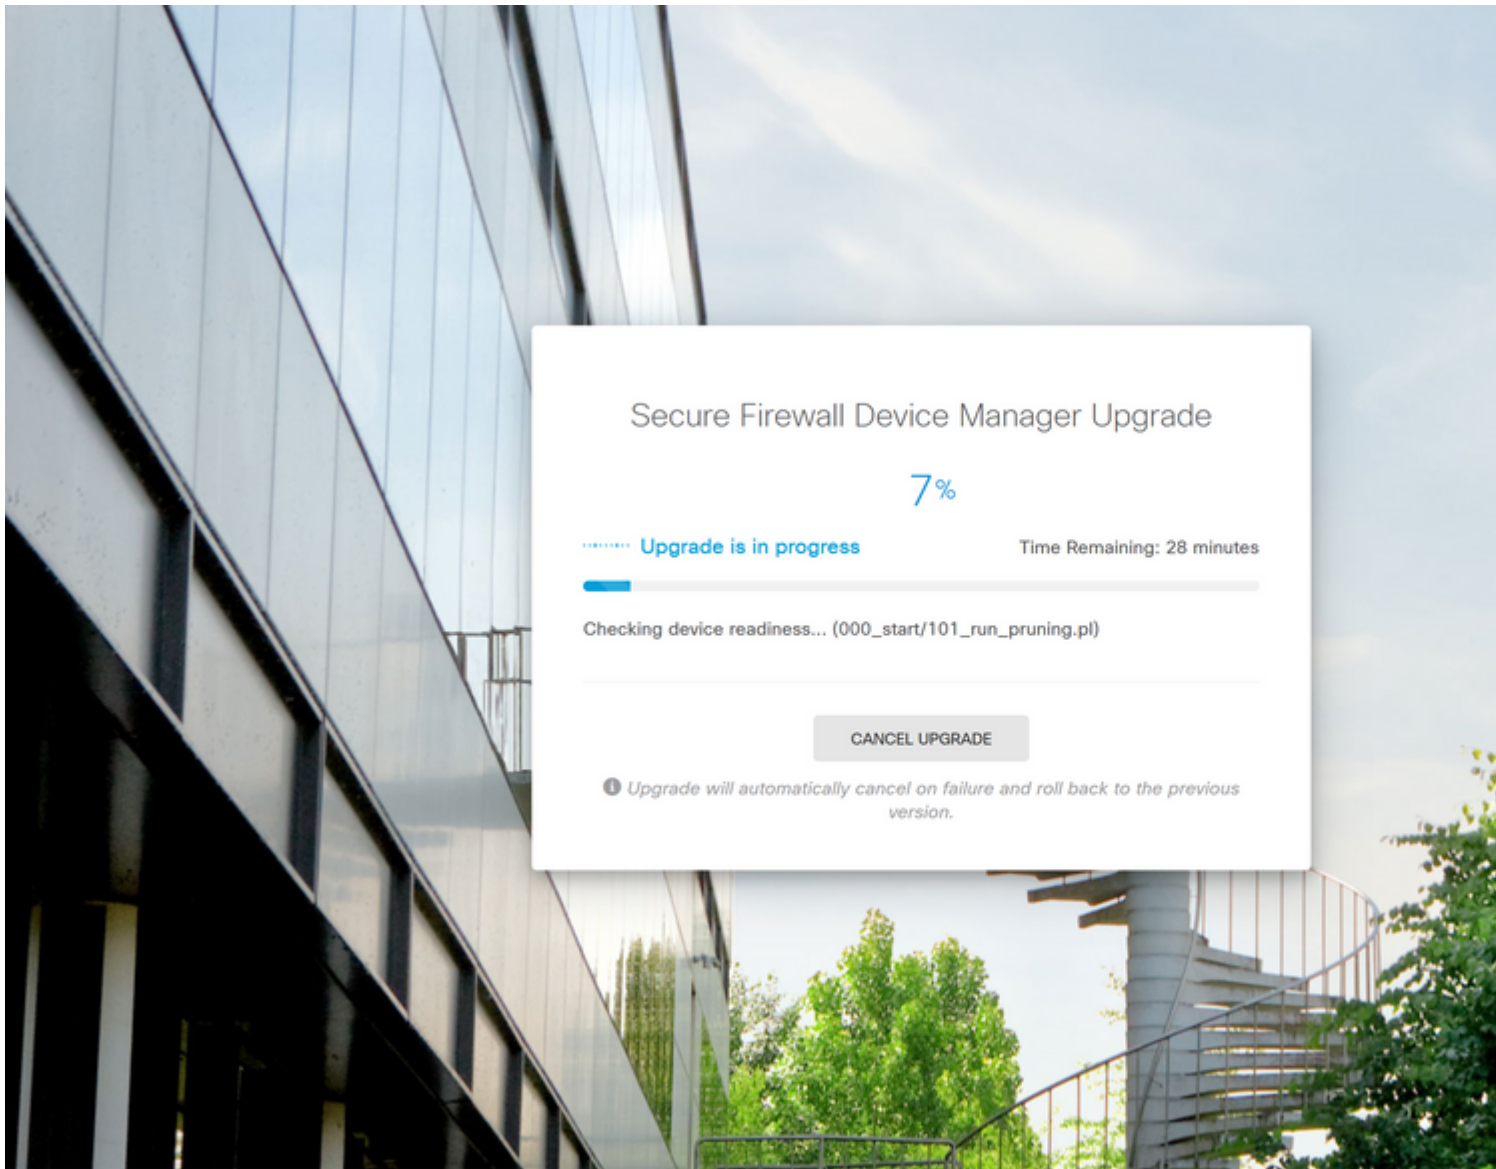 Secure Firewall Device Manager Upgrade
7%
Upgrade is in progress
Time Remaining: 28 minutes
Checking device readiness... (000_start/101_run_pruning.pl)
CANCEL UPGRADE
Upgrade will automatically cancel on failure and roll back to the previous
version.